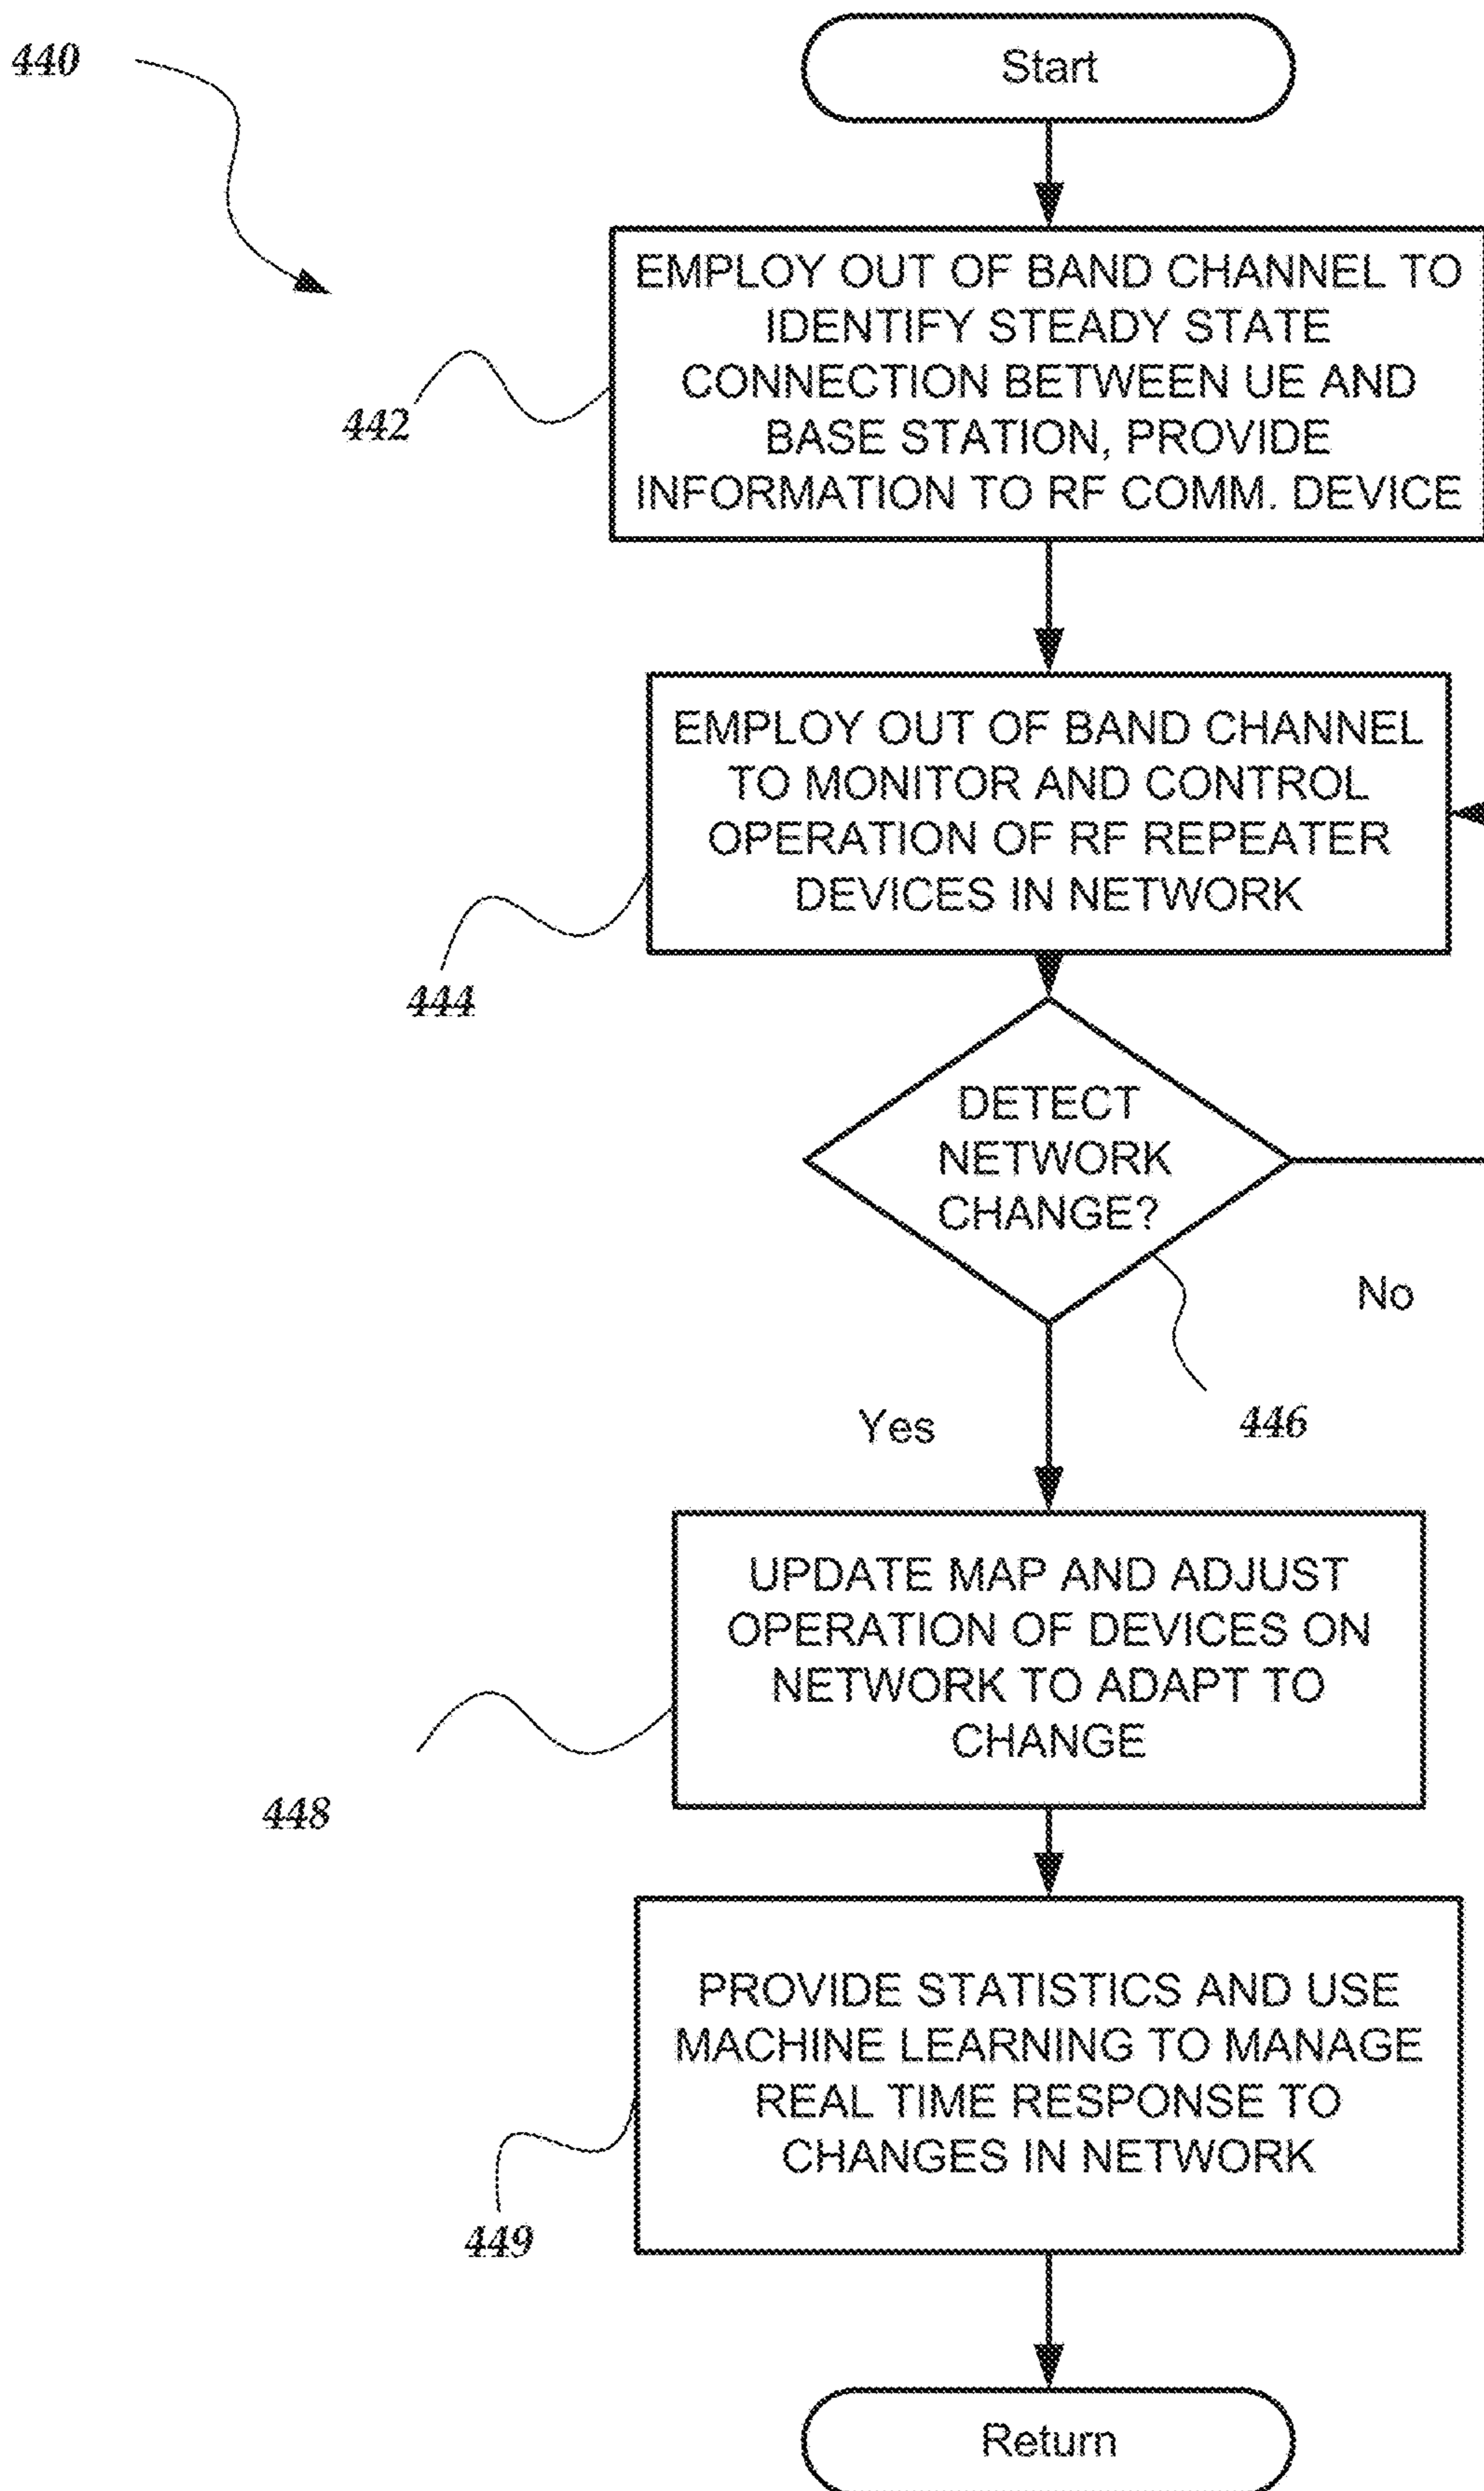 440
Start
EMPLOY OUT OF BAND CHANNEL TO
IDENTIFY STEADY STATE
CONNECTION BETWEEN UE AND
BASE STATION, PROVIDE
INFORMATION TO RF COMM. DEVICE
442
EMPLOY OUT OF BAND CHANNEL
TO MONITOR AND CONTROL
OPERATION OF RF REPEATER
DEVICES IN NETWORK
444
DETECT
NETWORK
CHANGE?
No
446
Yes
UPDATE MAP AND ADJUST
OPERATION OF DEVICES ON
NETWORK TO ADAPT TO
CHANGE
448
PROVIDE STATISTICS AND USE
MACHINE LEARNING TO MANAGE
REAL TIME RESPONSE TO
CHANGES IN NETWORK
449
Return